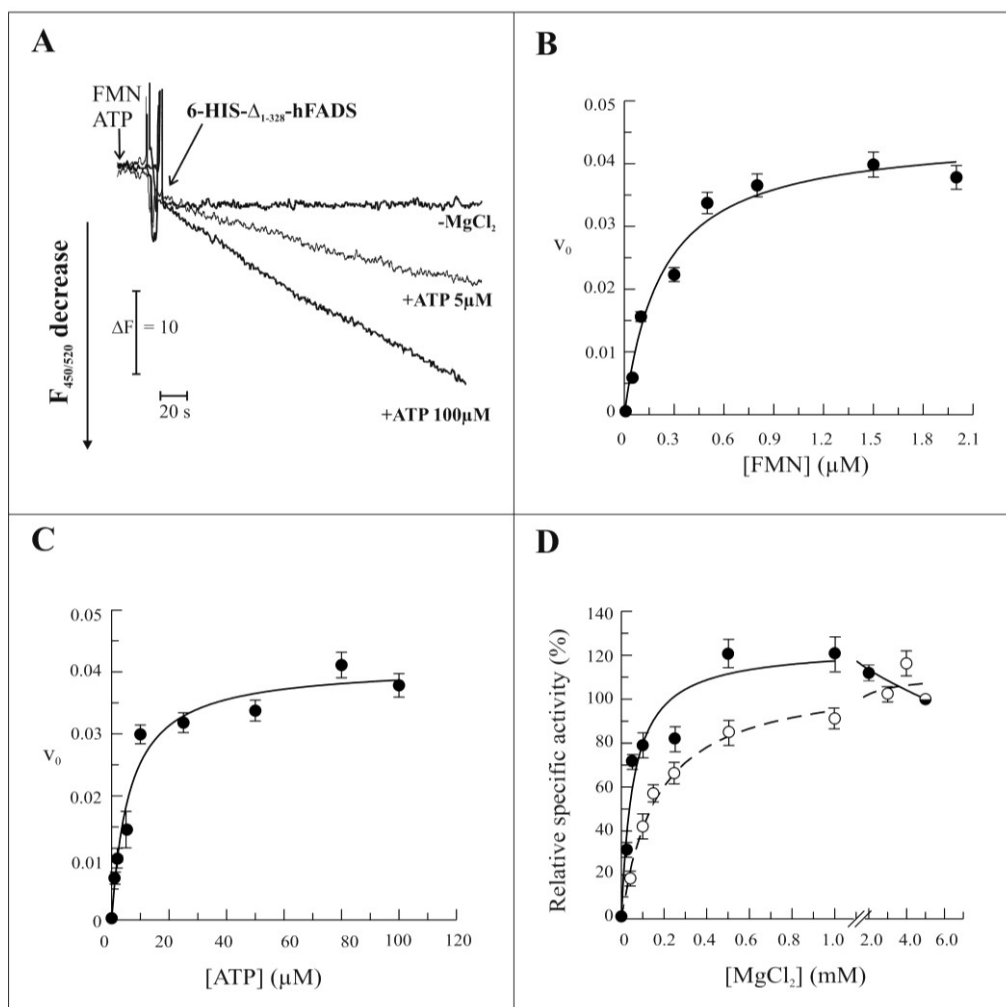 A
FMN
ATP
6-HIS-Δ₁₋₃₂₈-hFADS
-MgCl₂
+ATP 5µM
+ATP 100µM
F₄₅₀/₅₂₀ decrease
ΔF = 10
20 s
B
0.05
0.04
0.03
v₀
0.02
0.01
0
0 0.3 0.6 0.9 1.2 1.5 1.8 2.1
[FMN] (µM)
C
0.05
0.04
0.03
v₀
0.02
0.01
0
0 20 40 60 80 100 120
[ATP] (µM)
D
Relative specific activity (%)
140
120
100
80
60
40
20
0
0 0.2 0.4 0.6 0.8 1.0 2.0 4.0 6.0
[MgCl₂] (mM)